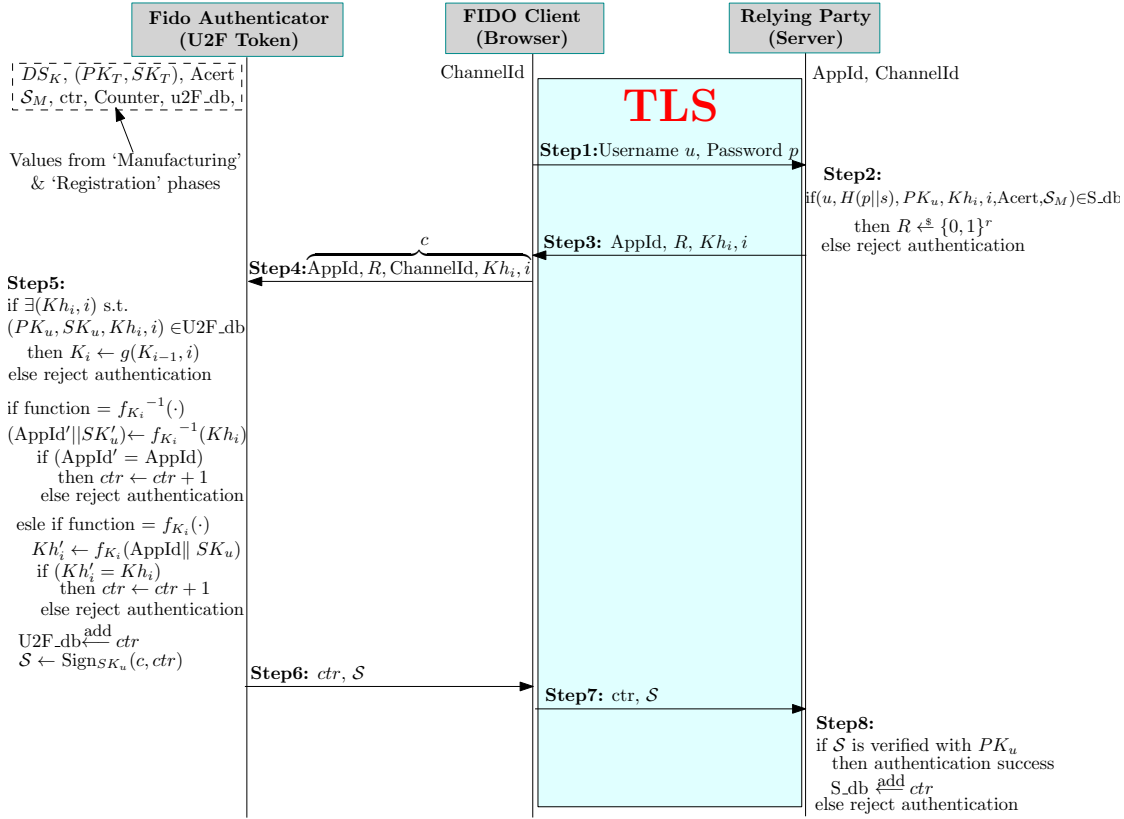 Fido Authenticator
(U2F Token)
FIDO Client
(Browser)
Relying Party
(Server)
DS_K, (PK_T, SK_T), Acert
𝒮_M, ctr, Counter, u2F_db,
Values from ‘Manufacturing’
& ‘Registration’ phases
ChannelId
AppId, ChannelId
TLS
Step1:Username u, Password p
Step2:
if(u, H(p||s), PK_u, Kh_i, i,Acert,𝒮_M)∈S_db
then R ↞$ {0, 1}^r
else reject authentication
Step3: AppId, R, Kh_i, i
c
Step4:AppId, R, ChannelId, Kh_i, i
Step5:
if ∃(Kh_i, i) s.t.
(PK_u, SK_u, Kh_i, i) ∈U2F_db
then K_i ← g(K_{i−1}, i)
else reject authentication
if function = f_{K_i}^{−1}(·)
(AppId′||SK′_u)← f_{K_i}^{−1}(Kh_i)
if (AppId′ = AppId)
then ctr ← ctr + 1
else reject authentication
esle if function = f_{K_i}(·)
Kh′_i ← f_{K_i}(AppId|| SK_u)
if (Kh′_i = Kh_i)
then ctr ← ctr + 1
else reject authentication
U2F_db ⟵add ctr
𝒮 ← Sign_{SK_u}(c, ctr)
Step6: ctr, 𝒮
Step7: ctr, 𝒮
Step8:
if 𝒮 is verified with PK_u
then authentication success
S_db ⟵add ctr
else reject authentication